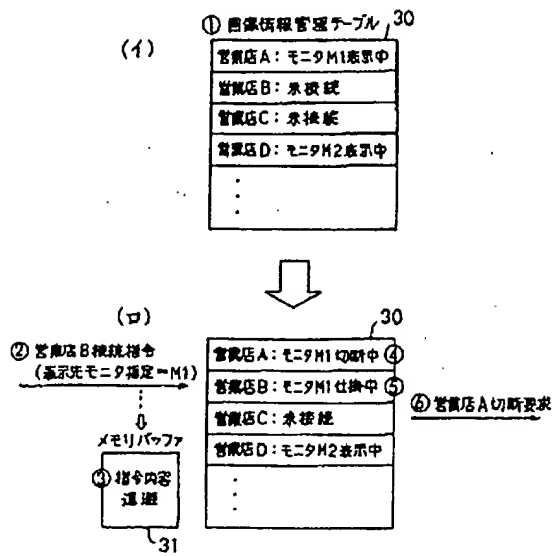 ① 画像情報管理テーブル 30
(イ)
営業店A：モニタM1表示中
営業店B：未接続
営業店C：未接続
営業店D：モニタM2表示中
(ロ)
30
② 営業店B接続指令
(表示先モニタ指定=M1)
営業店A：モニタM1切断中 ④
営業店B：モニタM1仕掛中 ⑤
営業店C：未接続
営業店D：モニタM2表示中
⑥ 営業店A切断要求
メモリバッファ
③ 指令内容
退避
31